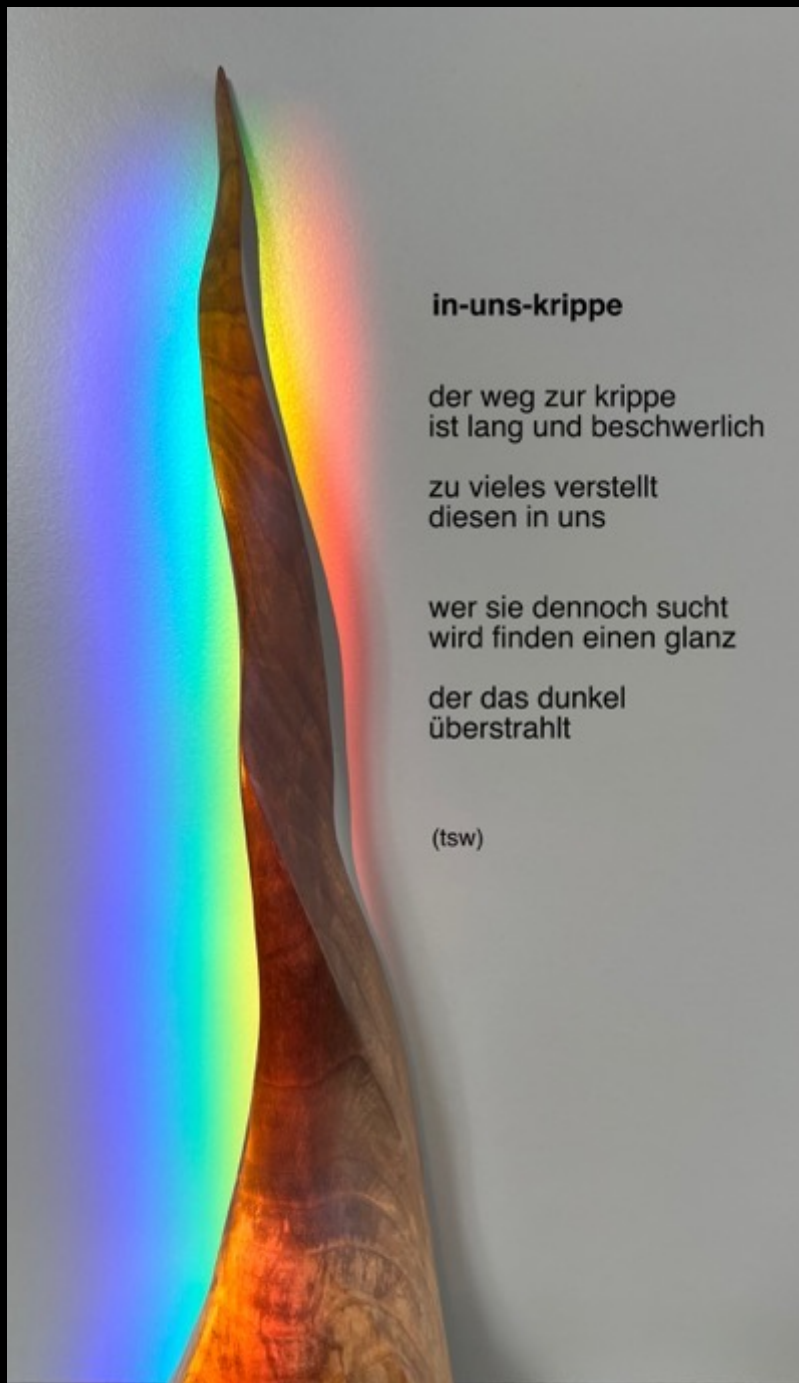 in-uns-krippe
der weg zur krippe
ist lang und beschwerlich
zu vieles verstellt
diesen in uns
wer sie dennoch sucht
wird finden einen glanz
der das dunkel
überstrahlt
(tsw)